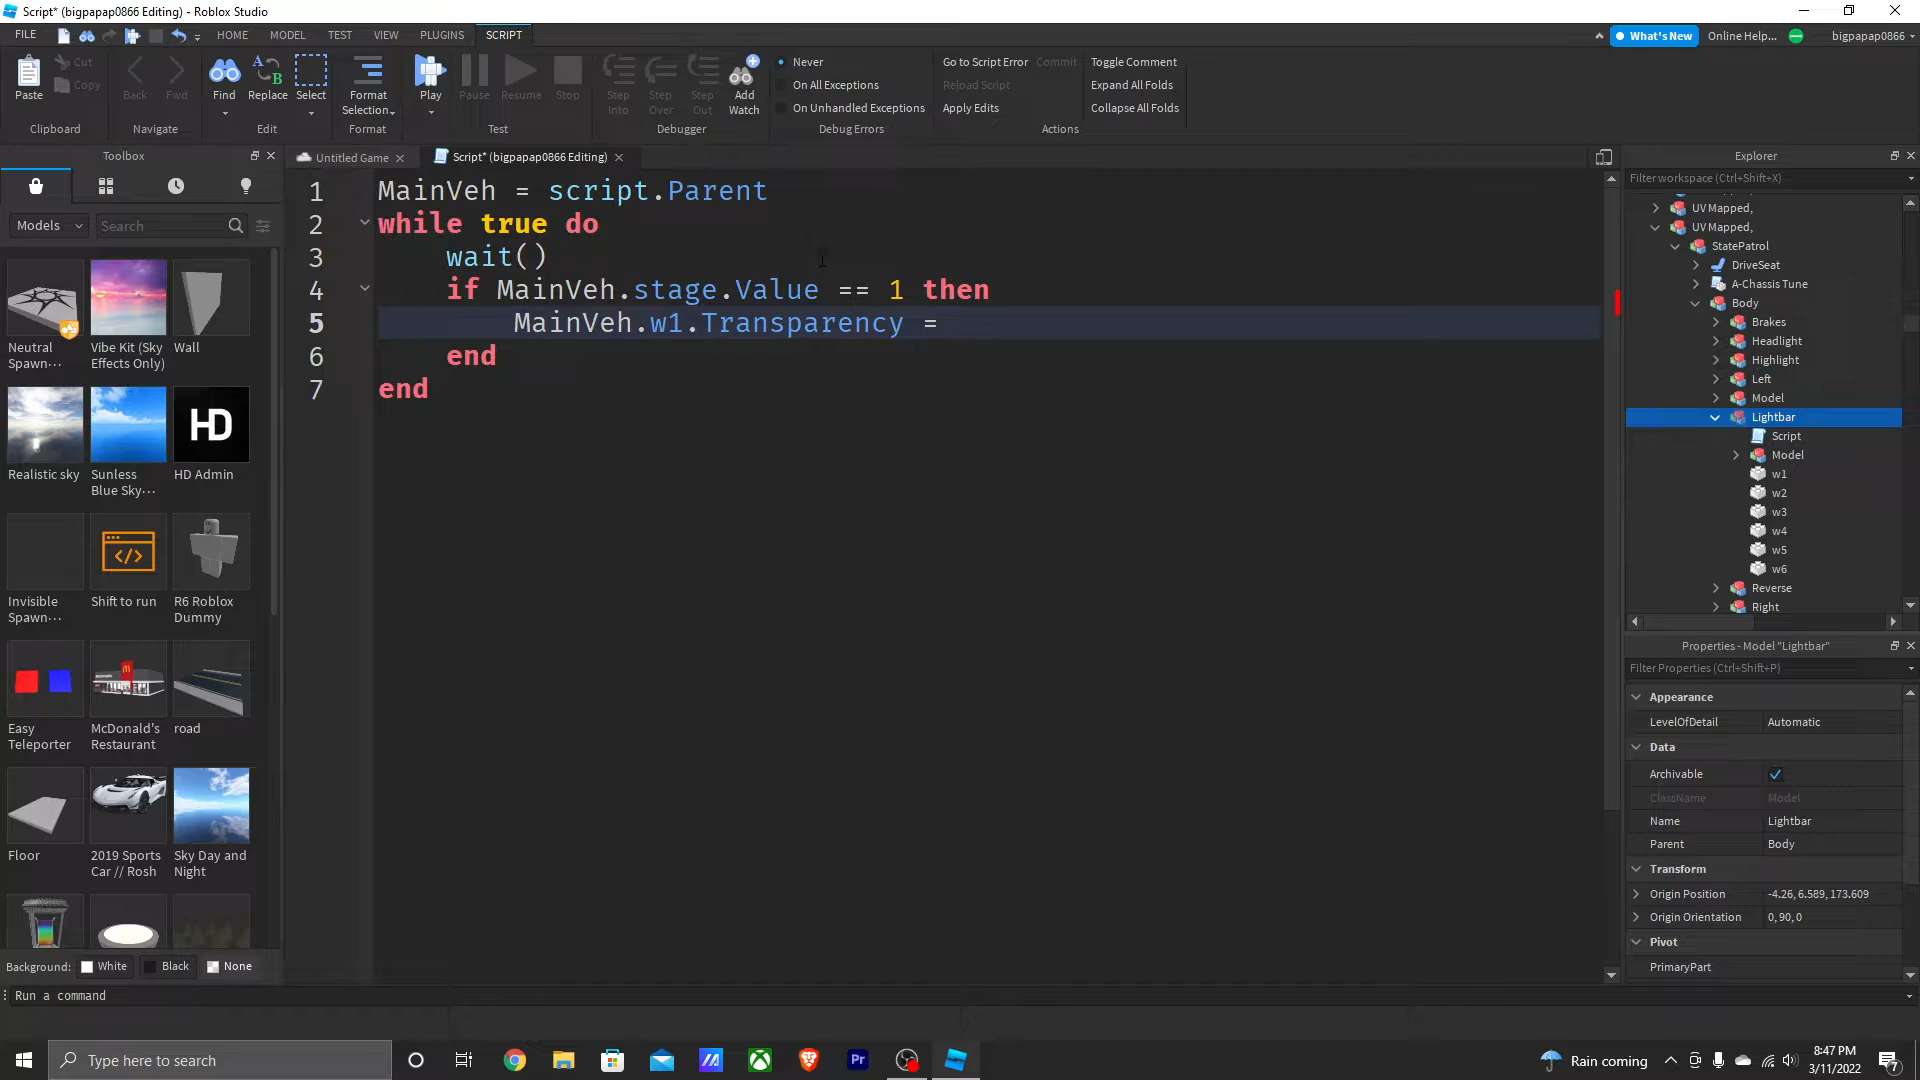 Script* (bigpapap0866 Editing) - Roblox Studio
FILE HOME MODEL TEST VIEW PLUGINS SCRIPT What's New Online Help... bigpapap0866
Paste Cut Copy Back Fwd Find Replace Select Format Selection Play Pause Resume Stop Step Into Step Over Step Out Add Watch
Never
On All Exceptions
On Unhandled Exceptions
Go to Script Error Commit
Reload Script
Apply Edits
Toggle Comment
Expand All Folds
Collapse All Folds
Clipboard Navigate Edit Format Test Debugger Debug Errors Actions
Toolbox
Models Search
Neutral Spawn...
Vibe Kit (Sky Effects Only)
Wall
Realistic sky
Sunless Blue Sky...
HD
HD Admin
Invisible Spawn...
Shift to run
R6 Roblox Dummy
Easy Teleporter
McDonald's Restaurant
road
Floor
2019 Sports Car // Rosh
Sky Day and Night
Background: White Black None
Untitled Game Script* (bigpapap0866 Editing)
1 MainVeh = script.Parent
2 while true do
3 wait()
4 if MainVeh.stage.Value == 1 then
5 MainVeh.w1.Transparency =
6 end
7 end
Explorer
Filter workspace (Ctrl+Shift+X)
UV Mapped,
UV Mapped,
StatePatrol
DriveSeat
A-Chassis Tune
Body
Brakes
Headlight
Highlight
Left
Model
Lightbar
Script
Model
w1
w2
w3
w4
w5
w6
Reverse
Right
Properties - Model "Lightbar"
Filter Properties (Ctrl+Shift+P)
Appearance
LevelOfDetail Automatic
Data
Archivable
ClassName Model
Name Lightbar
Parent Body
Transform
Origin Position -4.26, 6.589, 173.609
Origin Orientation 0, 90, 0
Pivot
PrimaryPart
Run a command
Type here to search
Pr
Rain coming
8:47 PM
3/11/2022
7